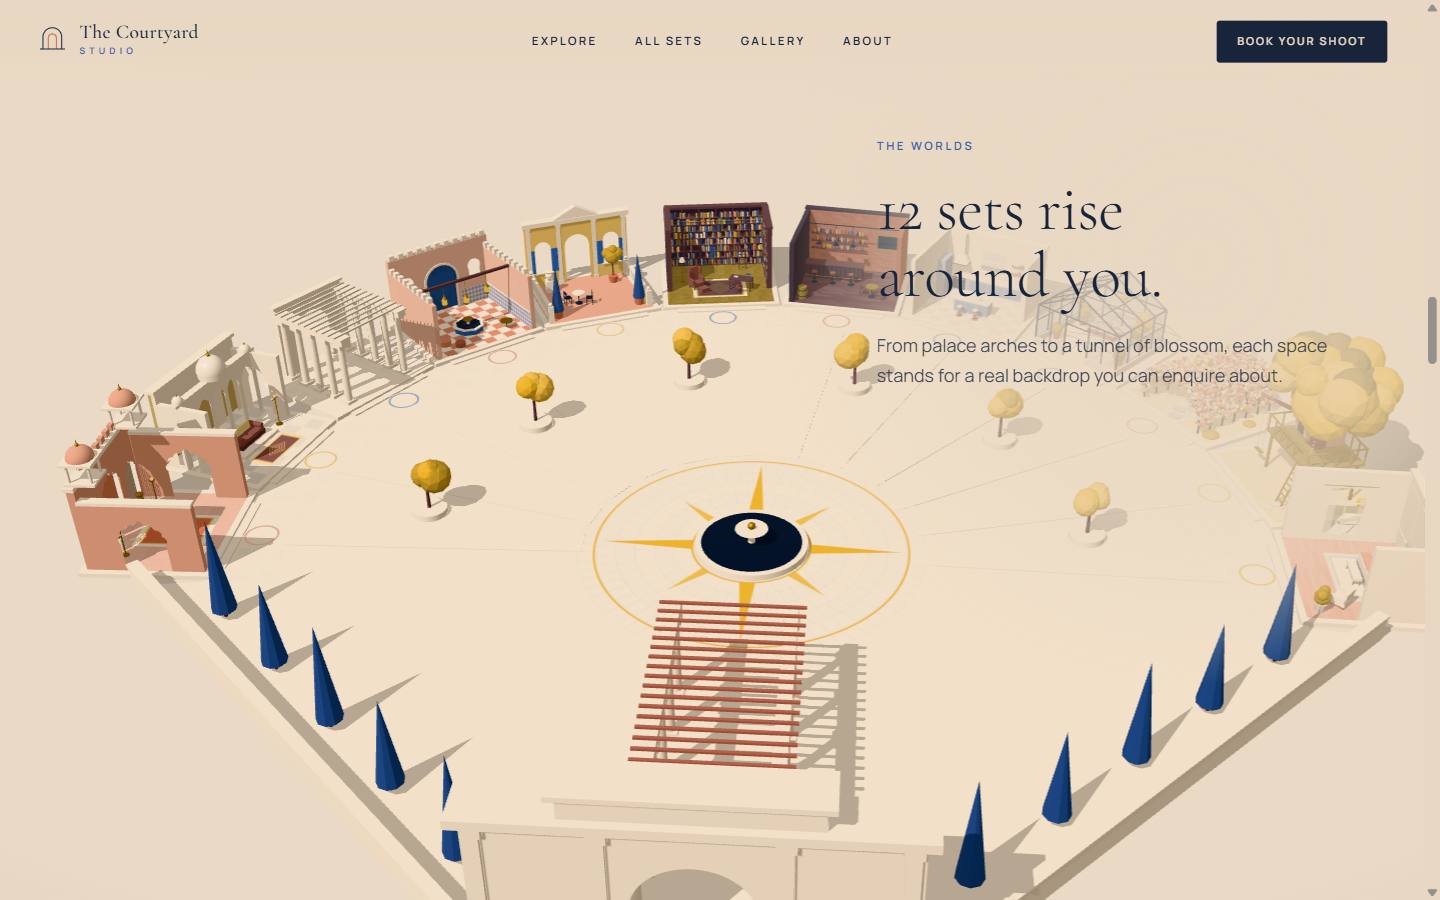 The Courtyard
STUDIO
EXPLORE
ALL SETS
GALLERY
ABOUT
BOOK YOUR SHOOT
THE WORLDS
12 sets rise
around you.
From palace arches to a tunnel of blossom, each space
stands for a real backdrop you can enquire about.